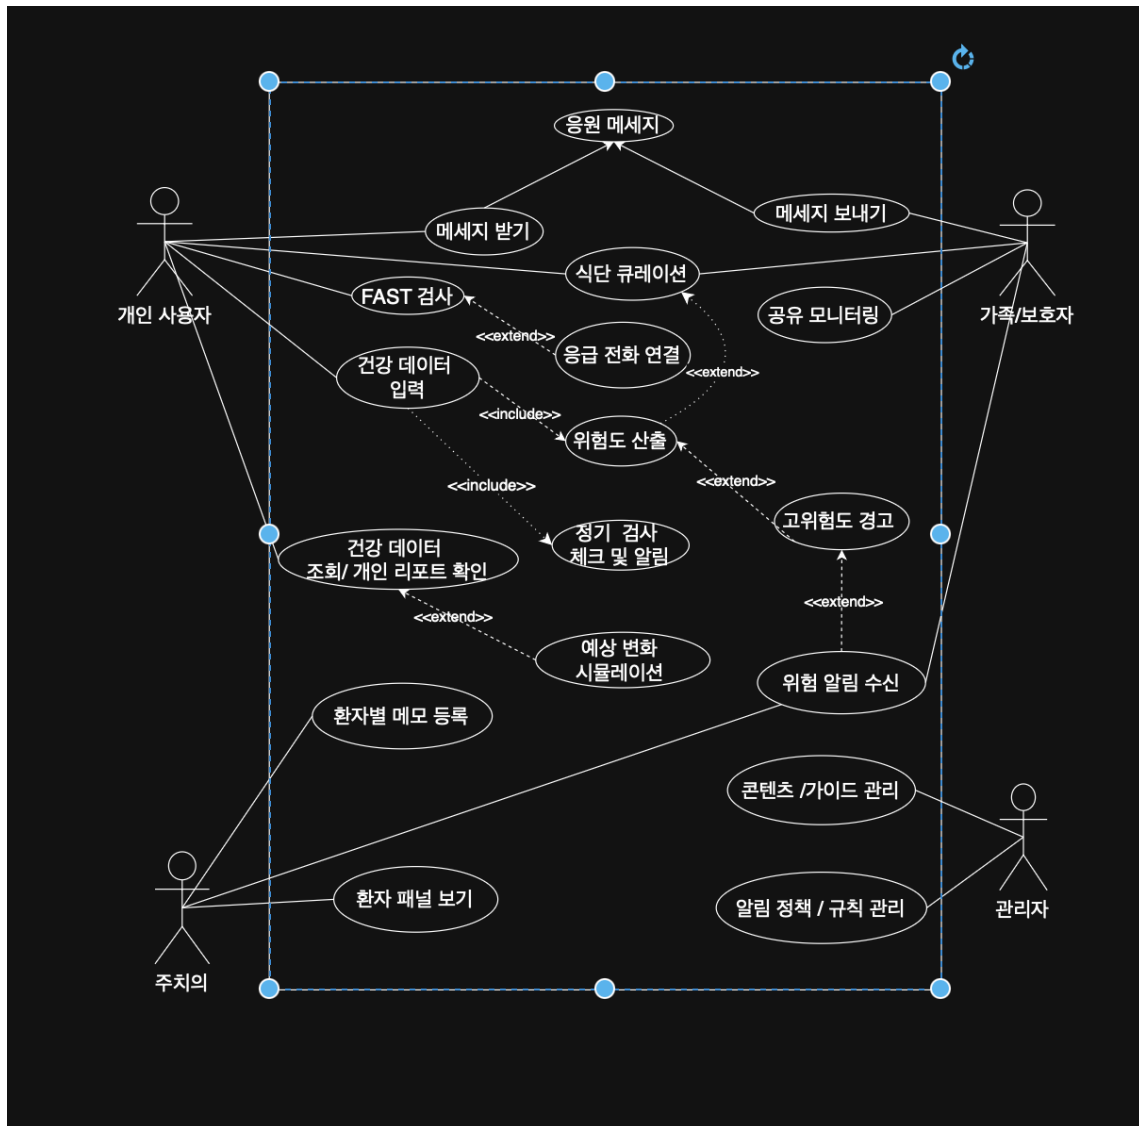 응원 메세지
메세지 보내기
메세지 받기
식단 큐레이션
FAST 검사
개인 사용자
공유 모니터링
가족/보호자
<<extend>>
응급 전화 연결
건강 데이터
입력
<<extend>>
<<include>>
위험도 산출
<<include>>
<<extend>>
고위험도 경고
정기 검사
체크 및 알림
건강 데이터
조회/ 개인 리포트 확인
<<extend>>
<<extend>>
예상 변화
시뮬레이션
위험 알림 수신
환자별 메모 등록
콘텐츠 /가이드 관리
환자 패널 보기
알림 정책 / 규칙 관리
관리자
주치의